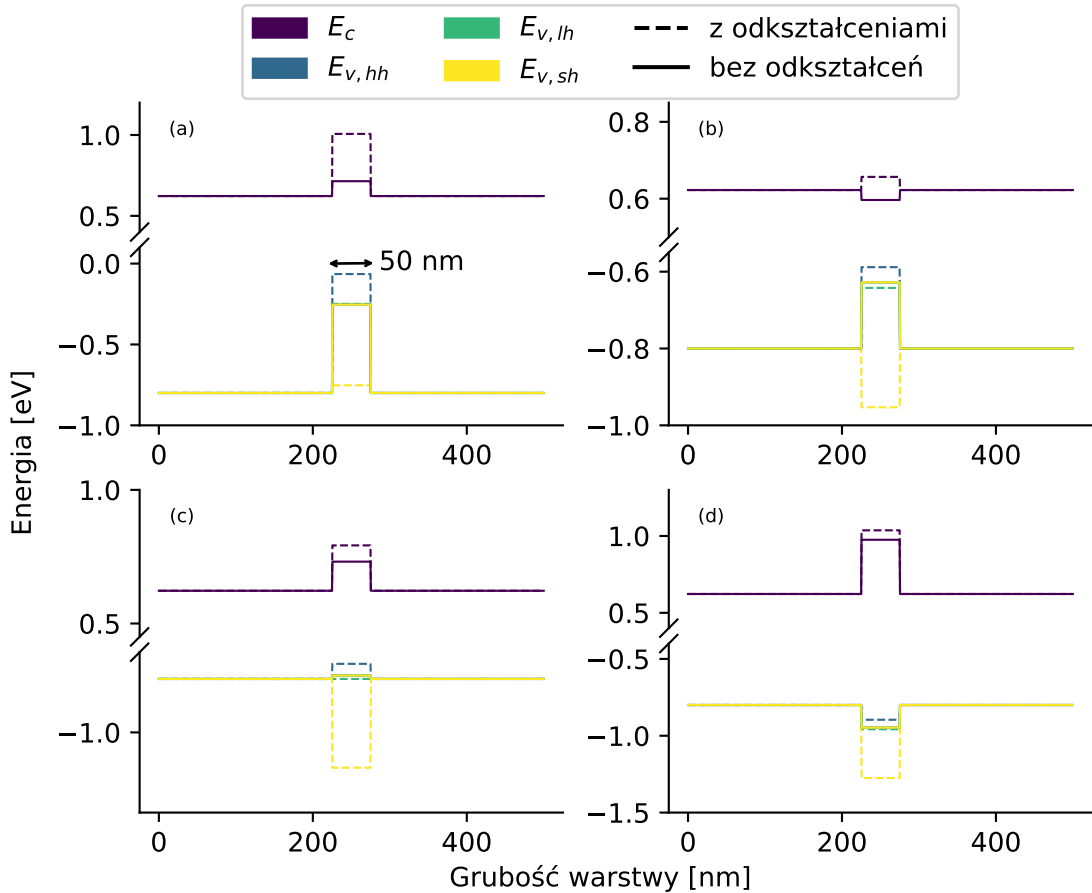 E_c E_{v, lh} z odkształceniami
E_{v, hh} E_{v, sh} bez odkształceń
(a)
1.0
0.5
0.0
−0.5
−1.0
50 nm
0 200 400
(b)
0.8
0.6
−0.6
−0.8
−1.0
0 200 400
(c)
1.0
0.5
−1.0
0 200 400
(d)
1.0
0.5
−0.5
−1.0
−1.5
0 200 400
Energia [eV]
Grubość warstwy [nm]